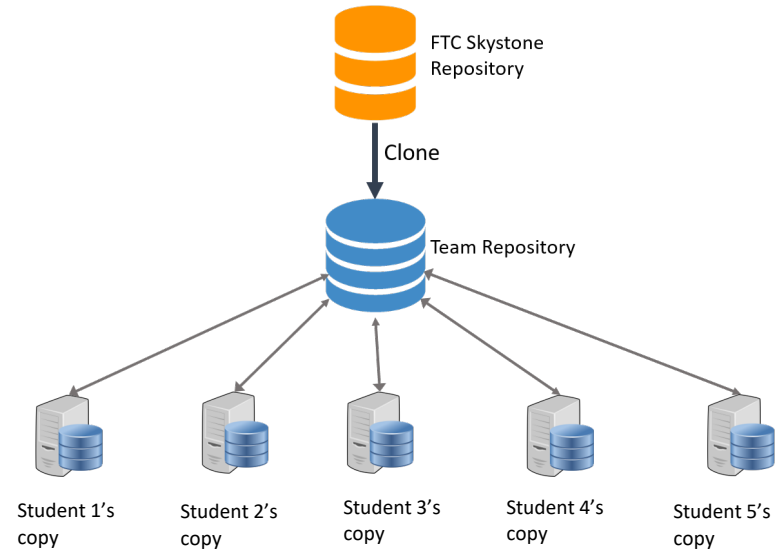 FTC Skystone
Repository
Clone
Team Repository
Student 1's
copy
Student 2's
copy
Student 3's
copy
Student 4's
copy
Student 5's
copy